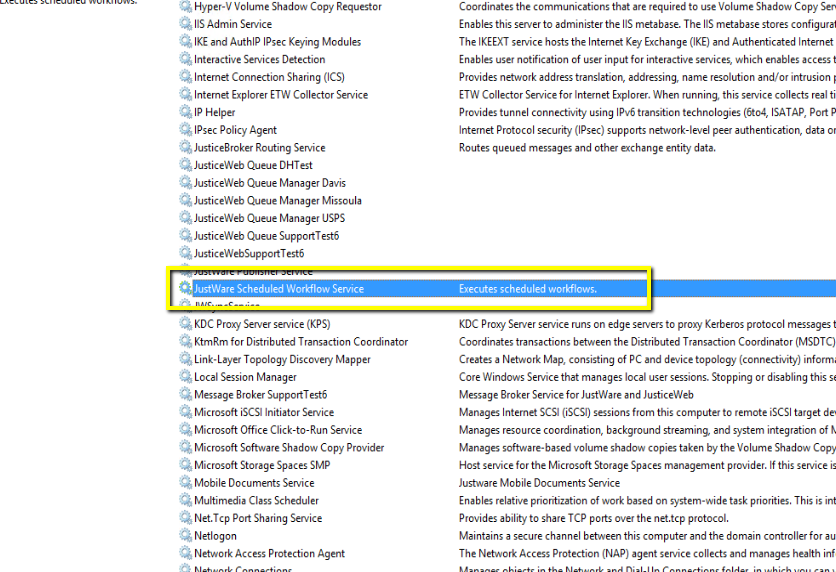 Executes scheduled workflows.
Hyper-V Volume Shadow Copy Requestor Coordinates the communications that are required to use Volume Shadow Copy Ser
IIS Admin Service Enables this server to administer the IIS metabase. The IIS metabase stores configurat
IKE and AuthIP IPsec Keying Modules The IKEEXT service hosts the Internet Key Exchange (IKE) and Authenticated Internet
Interactive Services Detection Enables user notification of user input for interactive services, which enables access t
Internet Connection Sharing (ICS) Provides network address translation, addressing, name resolution and/or intrusion p
Internet Explorer ETW Collector Service ETW Collector Service for Internet Explorer. When running, this service collects real ti
IP Helper Provides tunnel connectivity using IPv6 transition technologies (6to4, ISATAP, Port P
IPsec Policy Agent Internet Protocol security (IPsec) supports network-level peer authentication, data or
JusticeBroker Routing Service Routes queued messages and other exchange entity data.
JusticeWeb Queue DHTest
JusticeWeb Queue Manager Davis
JusticeWeb Queue Manager Missoula
JusticeWeb Queue Manager USPS
JusticeWeb Queue SupportTest6
JusticeWebSupportTest6
JustWare Publisher Service
JustWare Scheduled Workflow Service Executes scheduled workflows.
JWSyncService
KDC Proxy Server service (KPS) KDC Proxy Server service runs on edge servers to proxy Kerberos protocol messages t
KtmRm for Distributed Transaction Coordinator Coordinates transactions between the Distributed Transaction Coordinator (MSDTC)
Link-Layer Topology Discovery Mapper Creates a Network Map, consisting of PC and device topology (connectivity) informa
Local Session Manager Core Windows Service that manages local user sessions. Stopping or disabling this se
Message Broker SupportTest6 Message Broker Service for JustWare and JusticeWeb
Microsoft iSCSI Initiator Service Manages Internet SCSI (iSCSI) sessions from this computer to remote iSCSI target dev
Microsoft Office Click-to-Run Service Manages resource coordination, background streaming, and system integration of M
Microsoft Software Shadow Copy Provider Manages software-based volume shadow copies taken by the Volume Shadow Copy
Microsoft Storage Spaces SMP Host service for the Microsoft Storage Spaces management provider. If this service is
Mobile Documents Service Justware Mobile Documents Service
Multimedia Class Scheduler Enables relative prioritization of work based on system-wide task priorities. This is int
Net.Tcp Port Sharing Service Provides ability to share TCP ports over the net.tcp protocol.
Netlogon Maintains a secure channel between this computer and the domain controller for au
Network Access Protection Agent The Network Access Protection (NAP) agent service collects and manages health inf
Network Connections Manages objects in the Network and Dial-Up Connections folder, in which you can v